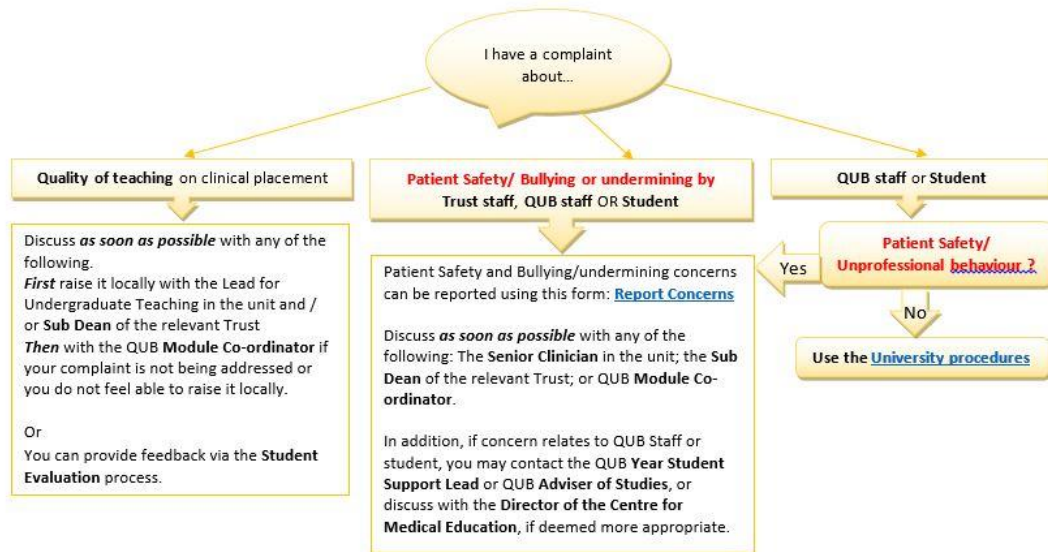 I have a complaint
about...
Quality of teaching on clinical placement
Discuss as soon as possible with any of the
following.
First raise it locally with the Lead for
Undergraduate Teaching in the unit and /
or Sub Dean of the relevant Trust
Then with the QUB Module Co-ordinator if
your complaint is not being addressed or
you do not feel able to raise it locally.
Or
You can provide feedback via the Student
Evaluation process.
Patient Safety/ Bullying or undermining by
Trust staff, QUB staff OR Student
Patient Safety and Bullying/undermining concerns
can be reported using this form: Report Concerns
Discuss as soon as possible with any of the
following: The Senior Clinician in the unit; the Sub
Dean of the relevant Trust; or QUB Module Co-
ordinator.
In addition, if concern relates to QUB Staff or
student, you may contact the QUB Year Student
Support Lead or QUB Adviser of Studies, or
discuss with the Director of the Centre for
Medical Education, if deemed more appropriate.
QUB staff or Student
Patient Safety/
Unprofessional behaviour ?
Yes
No
Use the University procedures